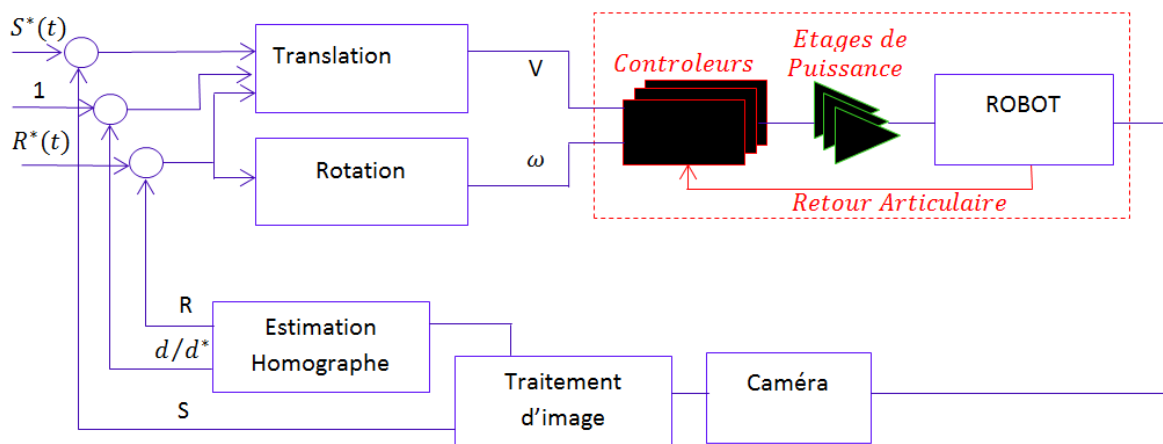 S*(t)
1
R*(t)
Translation
Rotation
V
ω
Controleurs
Etages de
Puissance
ROBOT
Retour Articulaire
R
d/d*
S
Estimation
Homographe
Traitement
d'image
Caméra